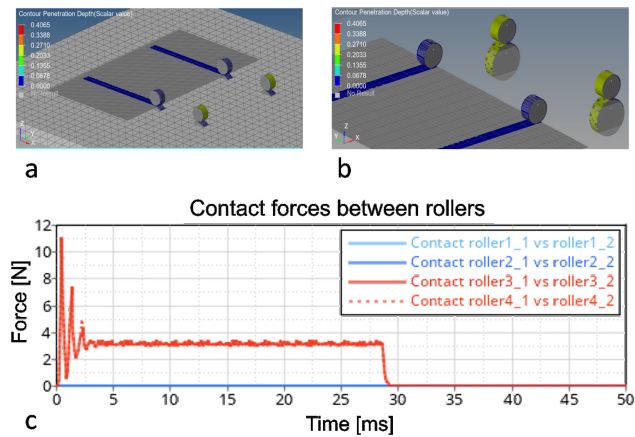 Contour Penetration Depth(Scalar value)
0.4065
0.3388
0.2710
0.2033
0.1355
0.0678
0.0000
No Result
Z
Y
X
a
Contour Penetration Depth(Scalar value)
0.4065
0.3388
0.2710
0.2033
0.1355
0.0678
0.0000
No Result
Z
Y
X
b
Contact forces between rollers
Force [N]
12
10
8
6
4
2
0
Contact roller1_1 vs roller1_2
Contact roller2_1 vs roller2_2
Contact roller3_1 vs roller3_2
Contact roller4_1 vs roller4_2
0 5 10 15 20 25 30 35 40 45 50
Time [ms]
c